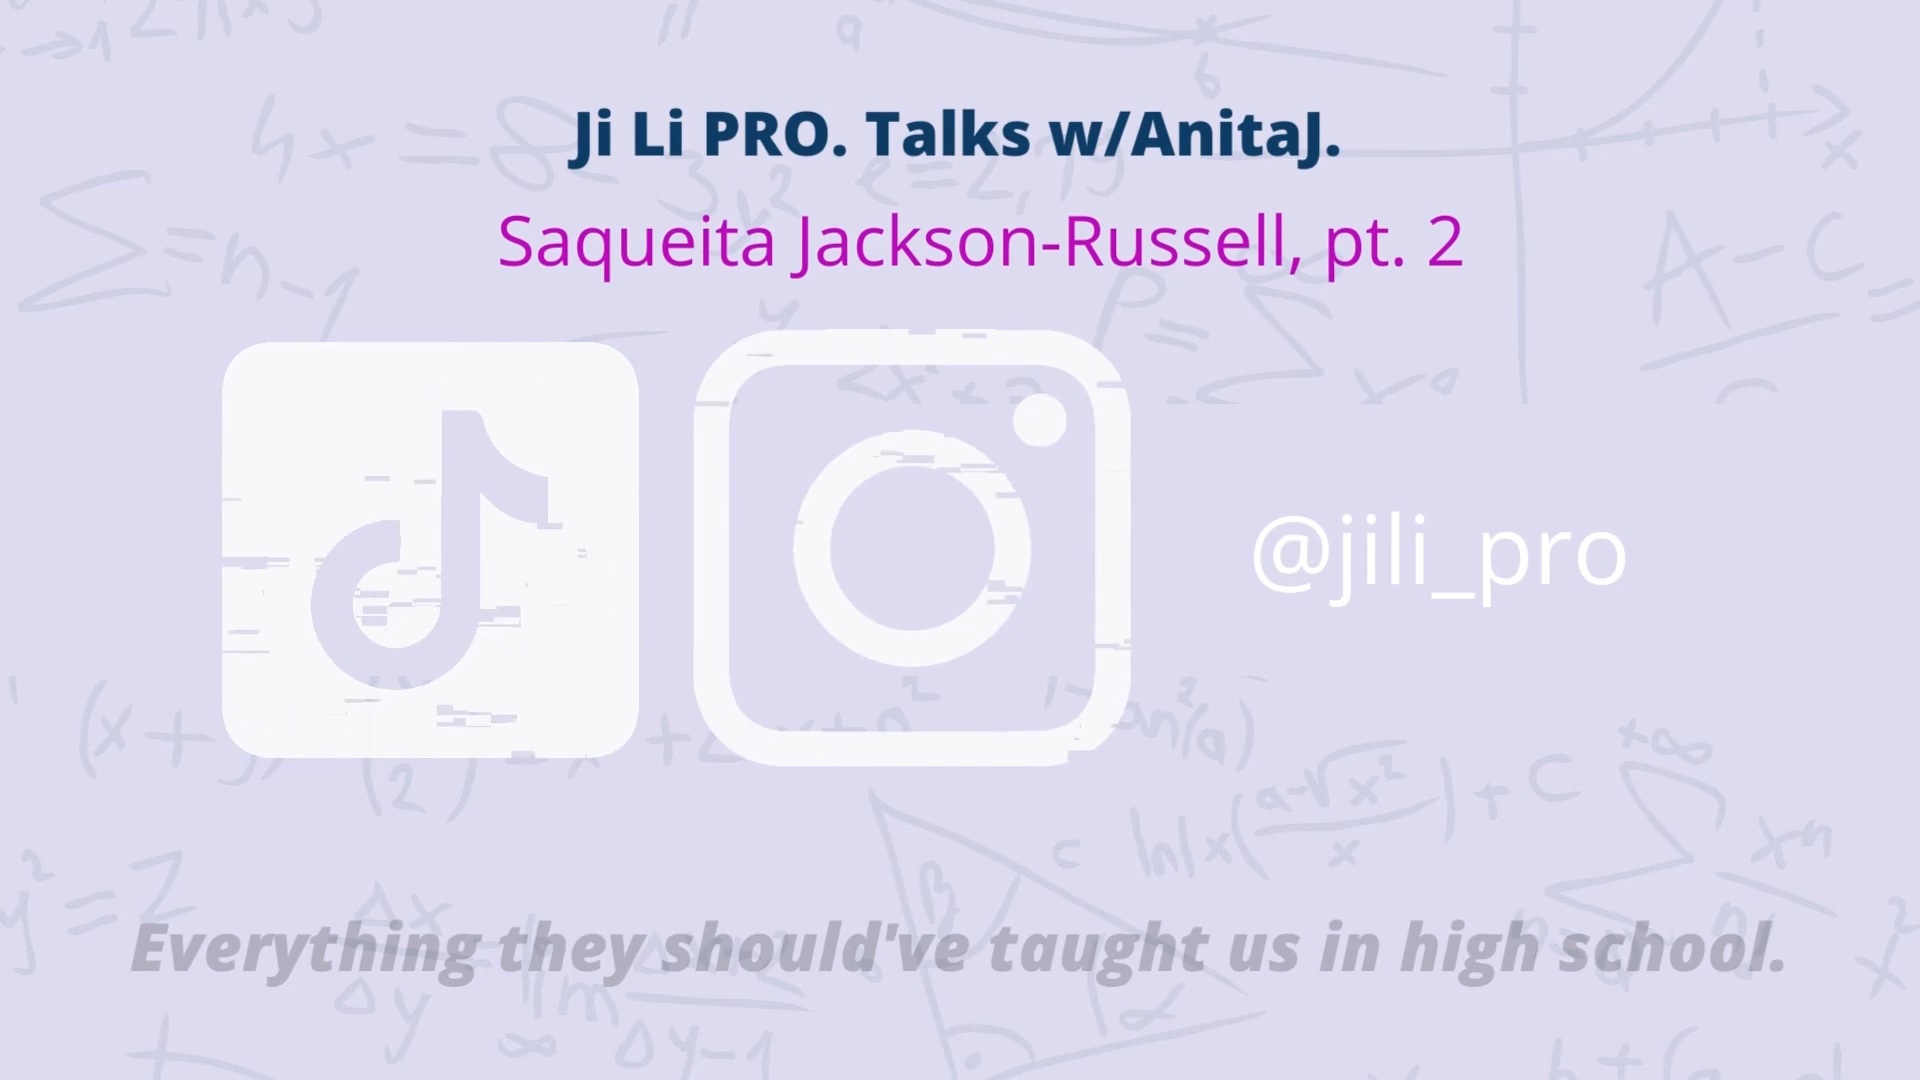 Ji Li PRO. Talks w/AnitaJ.
Saqueita Jackson-Russell, pt. 2
@jili_pro
Everything they should've taught us in high school.